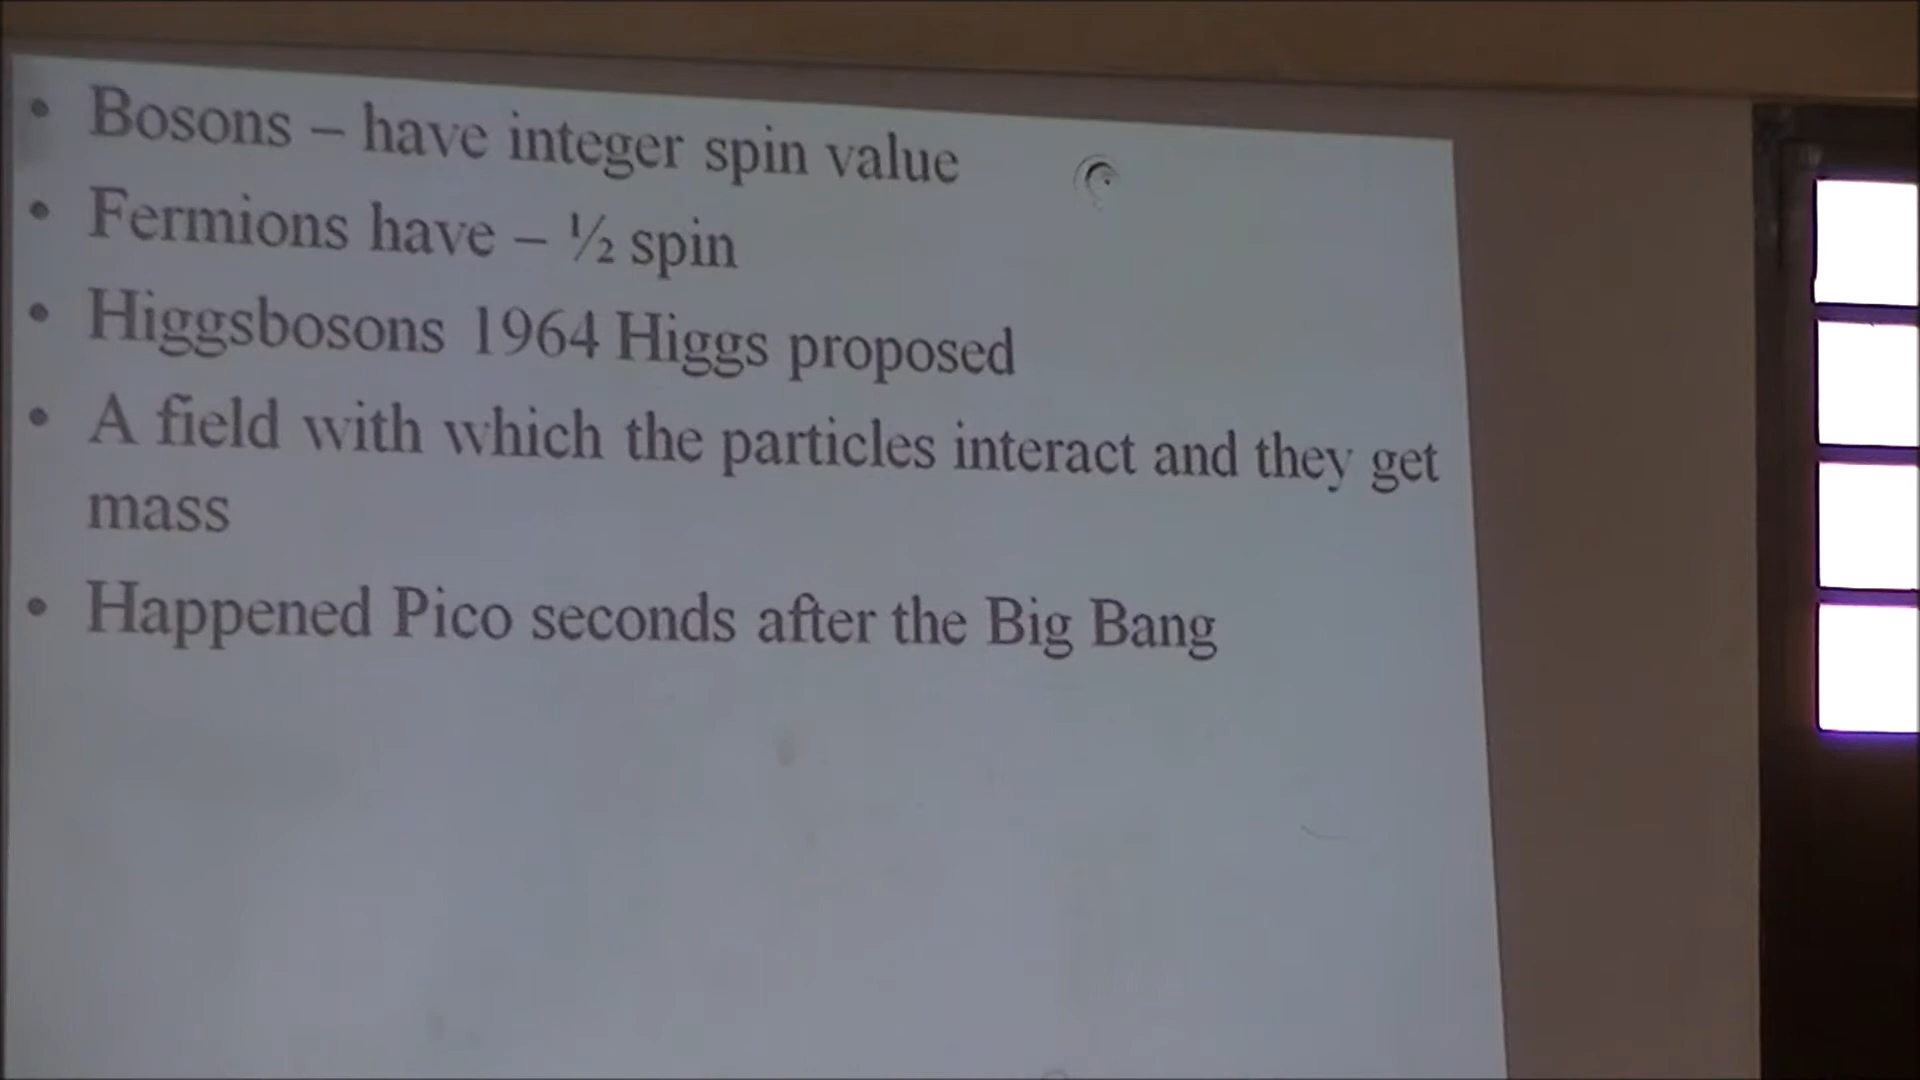 • Bosons – have integer spin value
• Fermions have – ½ spin
• Higgsbosons 1964 Higgs proposed
• A field with which the particles interact and they get
mass
• Happened Pico seconds after the Big Bang